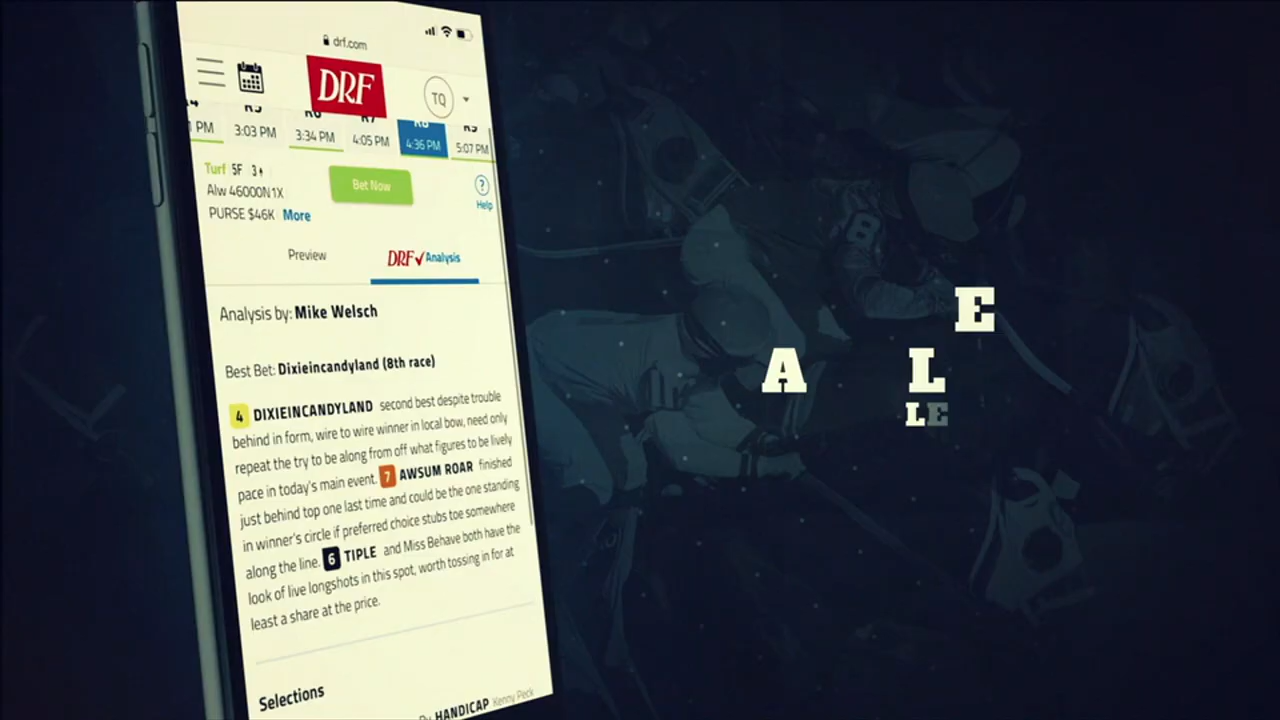 drf.com
DRF
TQ
3:03 PM
3:34 PM
4:05 PM
4:36 PM
5:07 PM
PM
Turf 5F 3
Bet Now
?
Help
Alw 46000N1X
PURSE $46K More
Preview
DRF Analysis
Analysis by: Mike Welsch
Best Bet: Dixieincandyland (8th race)
4 DIXIEINCANDYLAND second best despite trouble
behind in form, wire to wire winner in local bow, need only
repeat the try to be along from off what figures to be lively
pace in today's main event. 7 AWSUM ROAR finished
just behind top one last time and could be the one standing
in winner's circle if preferred choice stubs toe somewhere
along the line. 6 TIPLE and Miss Behave both have the
look of live longshots in this spot, worth tossing in for at
least a share at the price.
Selections
By HANDICAP Kenny Peck
E
A L
LE